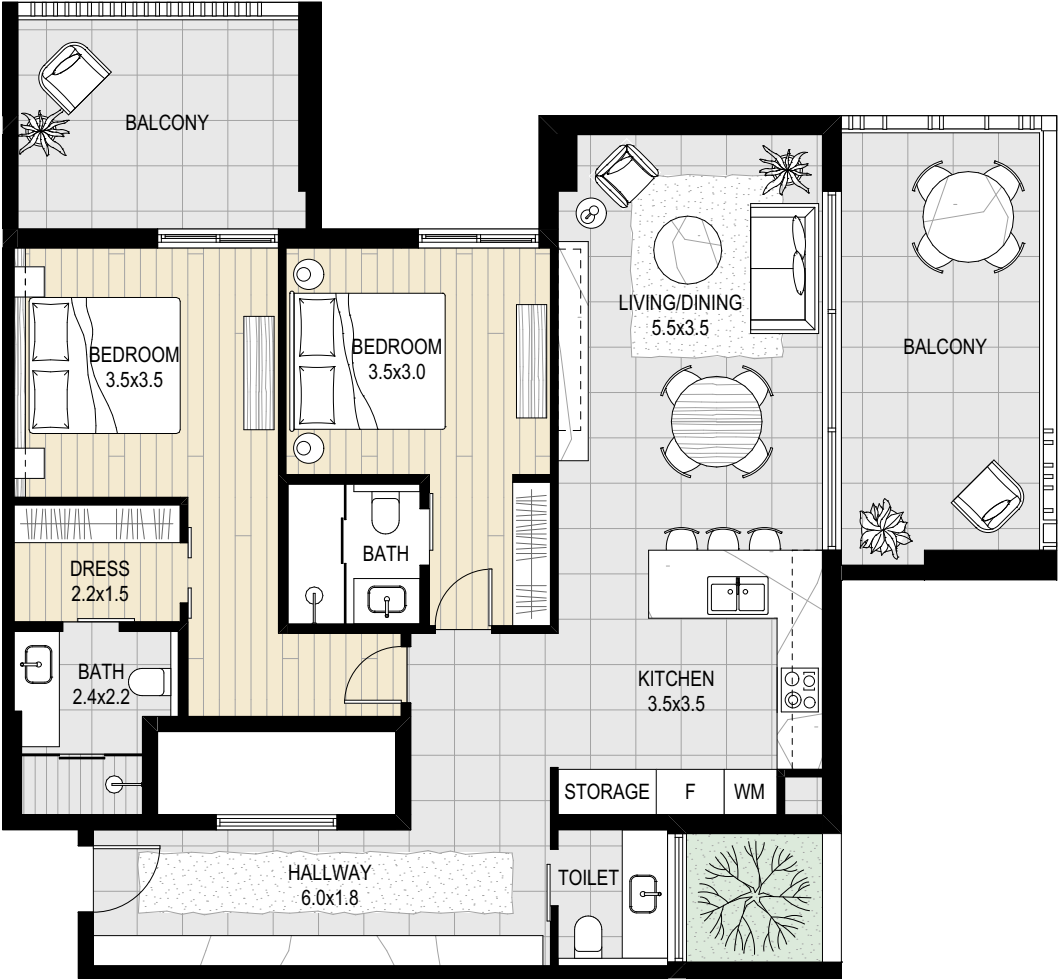 BALCONY
LIVING/DINING
5.5x3.5
BALCONY
BEDROOM
3.5x3.5
BEDROOM
3.5x3.0
BATH
DRESS
2.2x1.5
BATH
2.4x2.2
KITCHEN
3.5x3.5
STORAGE
F
WM
HALLWAY
6.0x1.8
TOILET